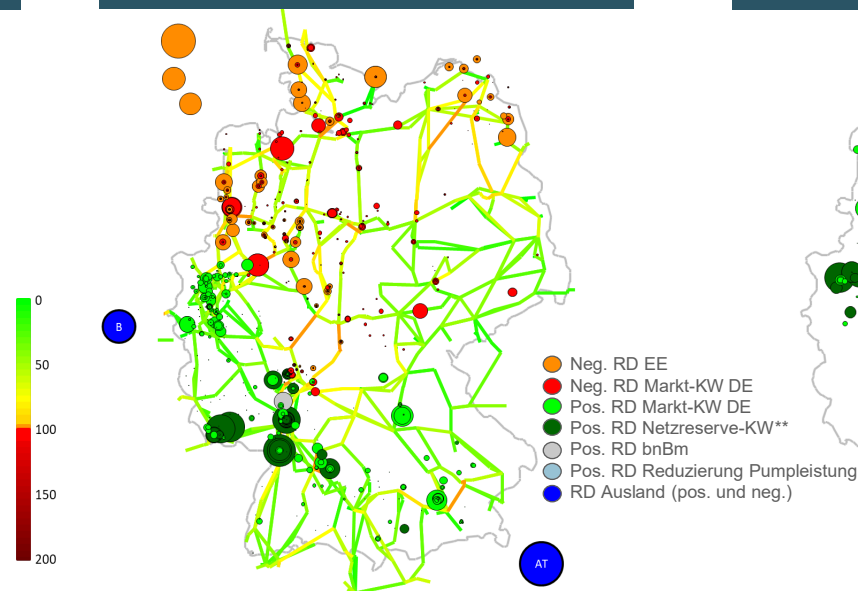 0
50
100
150
200
B
AT
Neg. RD EE
Neg. RD Markt-KW DE
Pos. RD Markt-KW DE
Pos. RD Netzreserve-KW**
Pos. RD bnBm
Pos. RD Reduzierung Pumpleistung
RD Ausland (pos. und neg.)